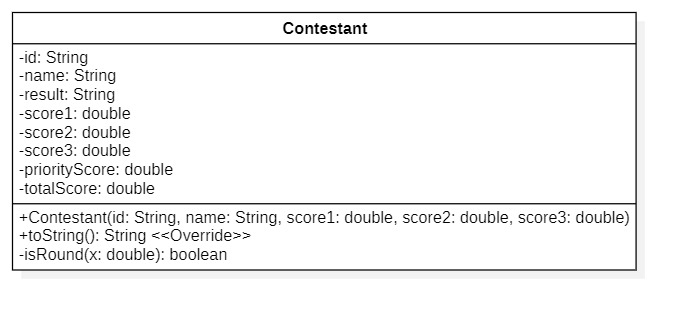 Contestant
-id: String
-name: String
-result: String
-score1: double
-score2: double
-score3: double
-priorityScore: double
-totalScore: double
+Contestant(id: String, name: String, score1: double, score2: double, score3: double)
+toString(): String <<Override>>
-isRound(x: double): boolean